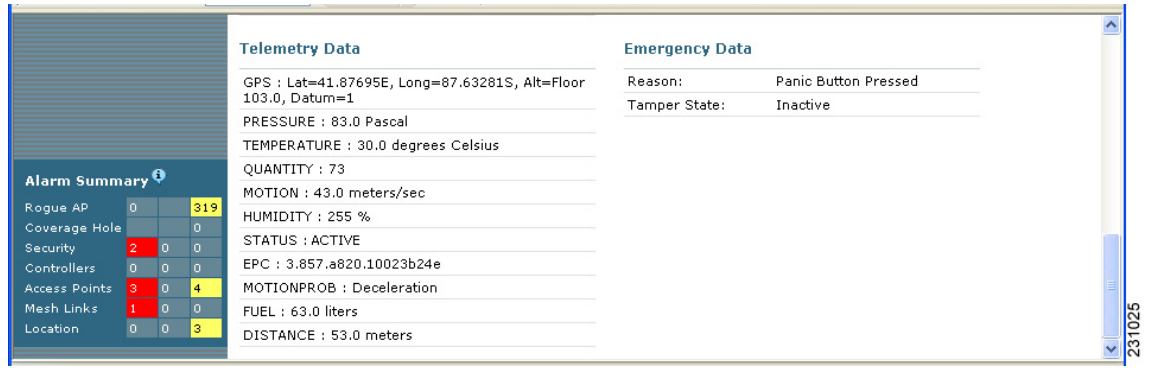 Telemetry Data
GPS : Lat=41.87695E, Long=87.63281S, Alt=Floor
103.0, Datum=1
PRESSURE : 83.0 Pascal
TEMPERATURE : 30.0 degrees Celsius
QUANTITY : 73
MOTION : 43.0 meters/sec
HUMIDITY : 255 %
STATUS : ACTIVE
EPC : 3.857.a820.10023b24e
MOTIONPROB : Deceleration
FUEL : 63.0 liters
DISTANCE : 53.0 meters
Emergency Data
Reason: Panic Button Pressed
Tamper State: Inactive
Alarm Summary
Rogue AP 0 319
Coverage Hole 0
Security 2 0 0
Controllers 0 0 0
Access Points 3 0 4
Mesh Links 1 0 0
Location 0 0 3
231025